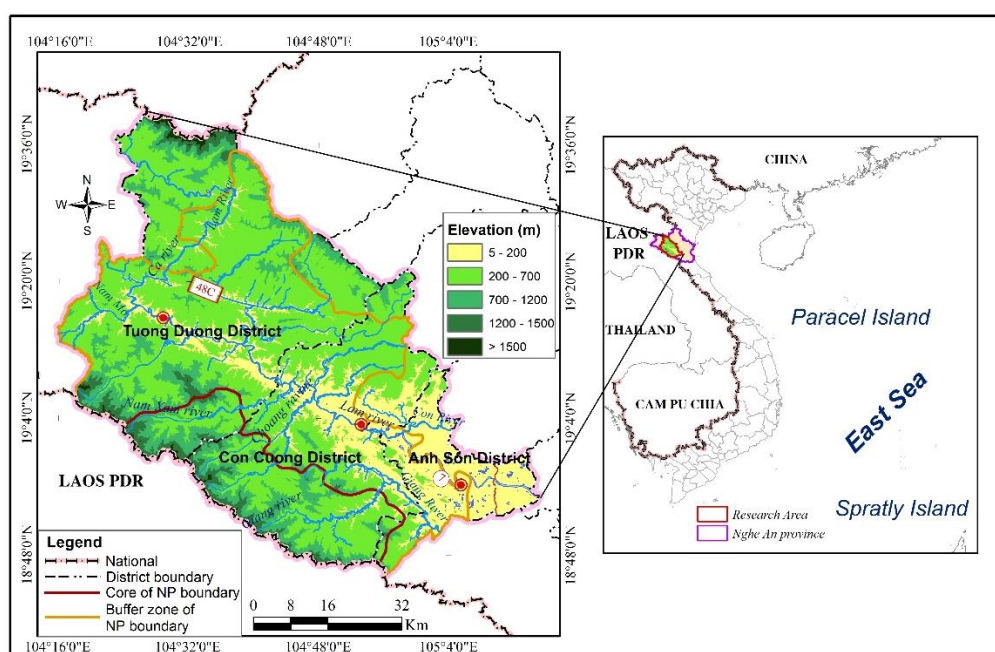 104°16'0"E 104°32'0"E 104°48'0"E 105°4'0"E
19°36'0"N
19°20'0"N
19°4'0"N
18°48'0"N
N
W E
S
Lam River
Ca river
Nam Mo
48C
Tuong Duong District
Nam Xam river
Lam river
Con Cuong District
Anh Sơn District
Giang River
LAOS PDR
Elevation (m)
5 - 200
200 - 700
700 - 1200
1200 - 1500
> 1500
Legend
National
District boundary
Core of NP boundary
Buffer zone of
NP boundary
0 8 16 24 32
Km
104°16'0"E 104°32'0"E 104°48'0"E 105°4'0"E
19°36'0"N
19°20'0"N
19°4'0"N
18°48'0"N
CHINA
LAOS
PDR
THAILAND
CAM PU CHIA
Paracel Island
East Sea
Spratly Island
Research Area
Nghe An province